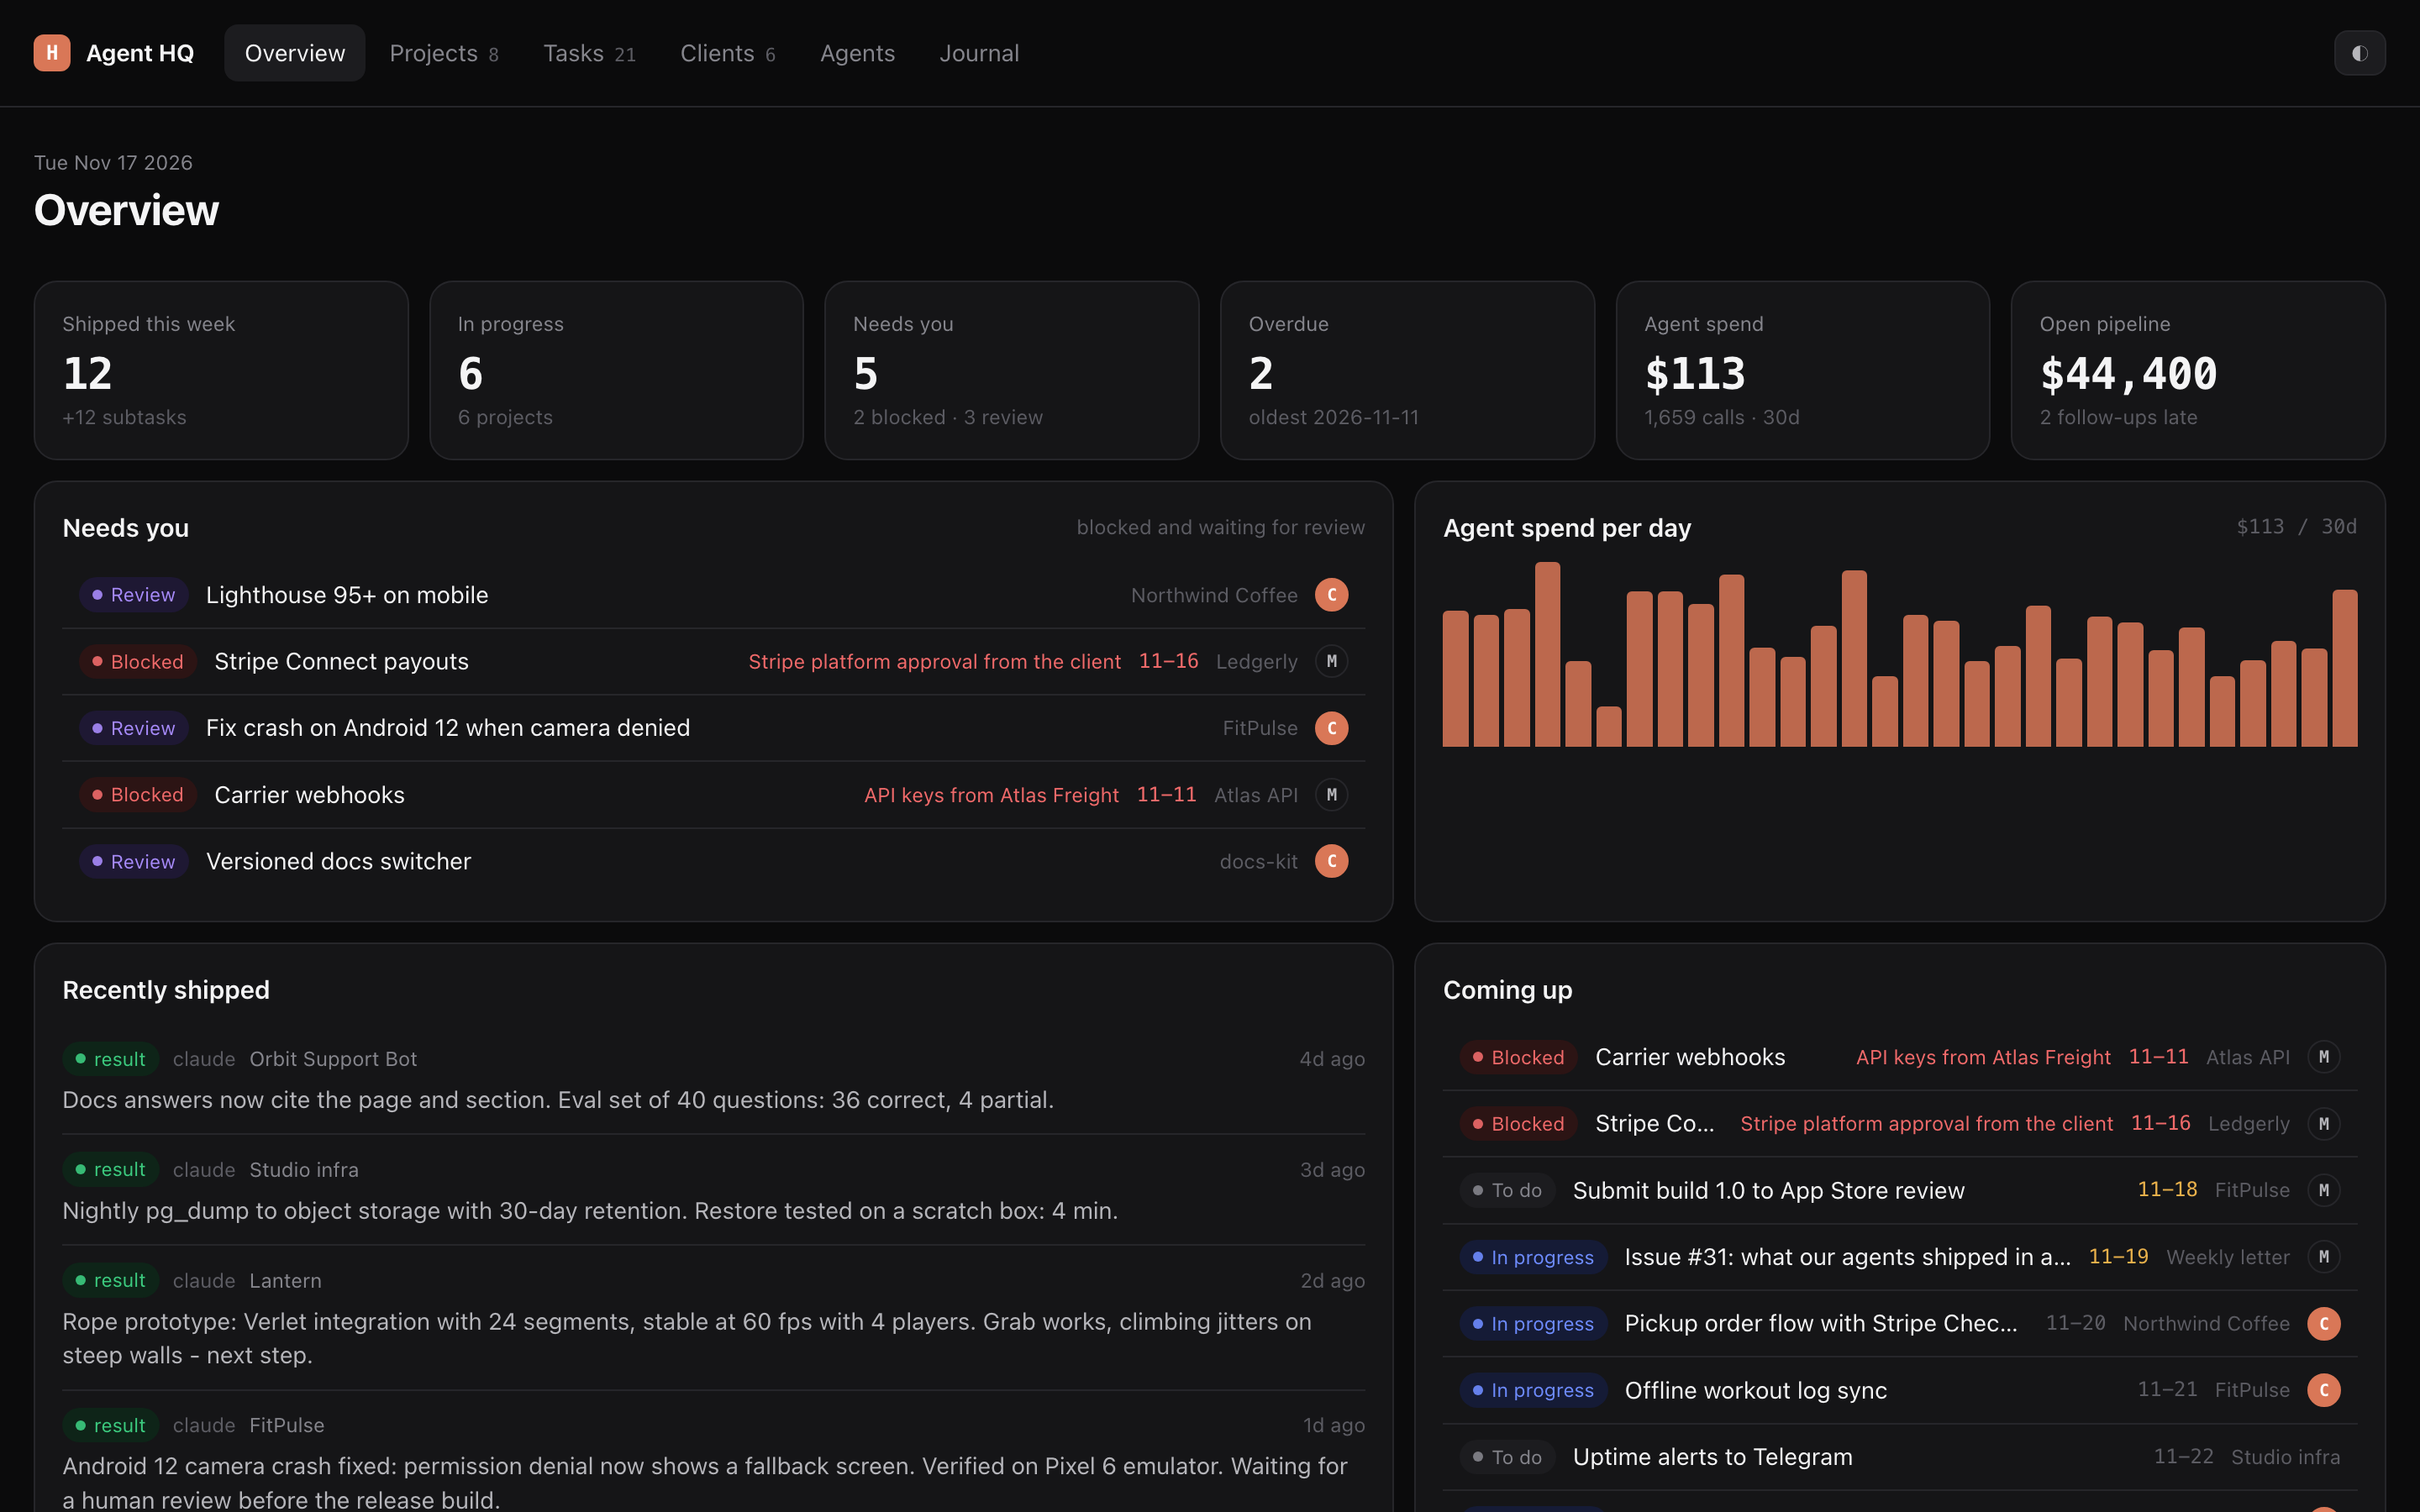 H Agent HQ Overview Projects 8 Tasks 21 Clients 6 Agents Journal
Tue Nov 17 2026
Overview
Shipped this week
12
+12 subtasks
In progress
6
6 projects
Needs you
5
2 blocked · 3 review
Overdue
2
oldest 2026-11-11
Agent spend
$113
1,659 calls · 30d
Open pipeline
$44,400
2 follow-ups late
Needs you blocked and waiting for review
Review Lighthouse 95+ on mobile Northwind Coffee C
Blocked Stripe Connect payouts Stripe platform approval from the client 11–16 Ledgerly M
Review Fix crash on Android 12 when camera denied FitPulse C
Blocked Carrier webhooks API keys from Atlas Freight 11–11 Atlas API M
Review Versioned docs switcher docs-kit C
Agent spend per day $113 / 30d
Recently shipped
result claude Orbit Support Bot 4d ago
Docs answers now cite the page and section. Eval set of 40 questions: 36 correct, 4 partial.
result claude Studio infra 3d ago
Nightly pg_dump to object storage with 30-day retention. Restore tested on a scratch box: 4 min.
result claude Lantern 2d ago
Rope prototype: Verlet integration with 24 segments, stable at 60 fps with 4 players. Grab works, climbing jitters on
steep walls - next step.
result claude FitPulse 1d ago
Android 12 camera crash fixed: permission denial now shows a fallback screen. Verified on Pixel 6 emulator. Waiting for
a human review before the release build.
Coming up
Blocked Carrier webhooks API keys from Atlas Freight 11–11 Atlas API M
Blocked Stripe Co... Stripe platform approval from the client 11–16 Ledgerly M
To do Submit build 1.0 to App Store review 11–18 FitPulse M
In progress Issue #31: what our agents shipped in a... 11–19 Weekly letter M
In progress Pickup order flow with Stripe Chec... 11–20 Northwind Coffee C
In progress Offline workout log sync 11–21 FitPulse C
To do Uptime alerts to Telegram 11–22 Studio infra